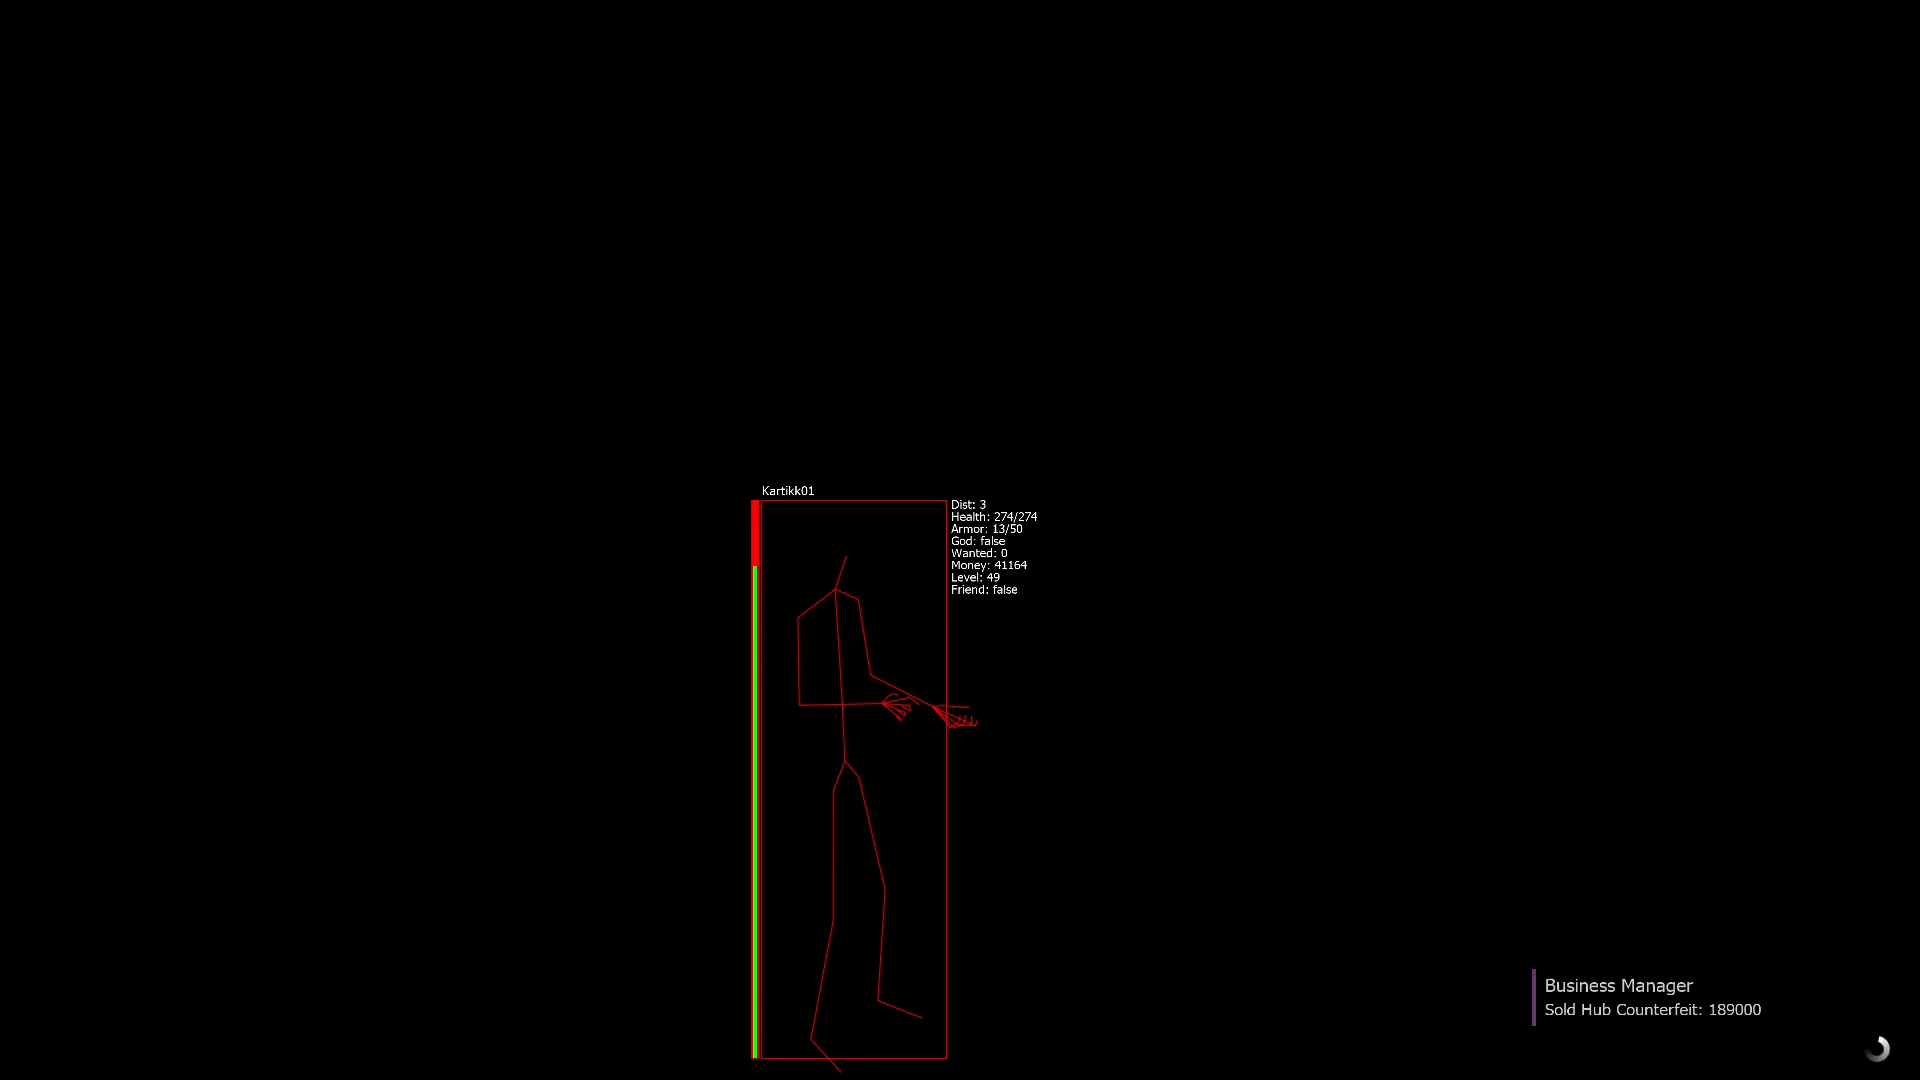 Kartikk01
Dist: 3
Health: 274/274
Armor: 13/50
God: false
Wanted: 0
Money: 41164
Level: 49
Friend: false
Business Manager
Sold Hub Counterfeit: 189000